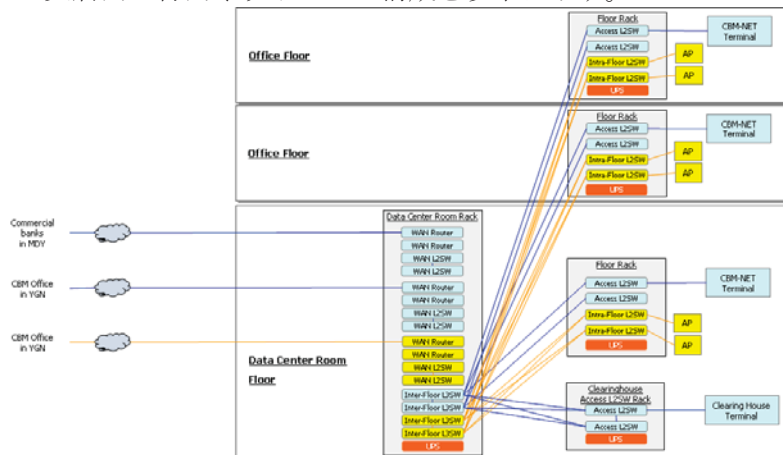 Floor Rack
Access L2SW
CBM-NET
Terminal
Access L2SW
Office Floor
Intra-Floor L2SW
AP
Intra-Floor L2SW
AP
UPS
Floor Rack
Access L2SW
CBM-NET
Terminal
Access L2SW
Office Floor
Intra-Floor L2SW
AP
Intra-Floor L2SW
AP
UPS
Commercial
banks
in MDY
CBM Office
in YGN
CBM Office
in YGN
Data Center Room
Floor
Data Center Room Rack
WAN Router
WAN Router
WAN L2SW
WAN L2SW
WAN Router
WAN Router
WAN L2SW
WAN L2SW
WAN Router
WAN Router
WAN L2SW
WAN L2SW
Inter-Floor L3SW
Inter-Floor L3SW
Inter-Floor L3SW
Inter-Floor L3SW
UPS
Floor Rack
Access L2SW
CBM-NET
Terminal
Access L2SW
Intra-Floor L2SW
AP
Intra-Floor L2SW
AP
UPS
Clearinghouse
Access L2SW Rack
Access L2SW
Clearing House
Terminal
Access L2SW
UPS